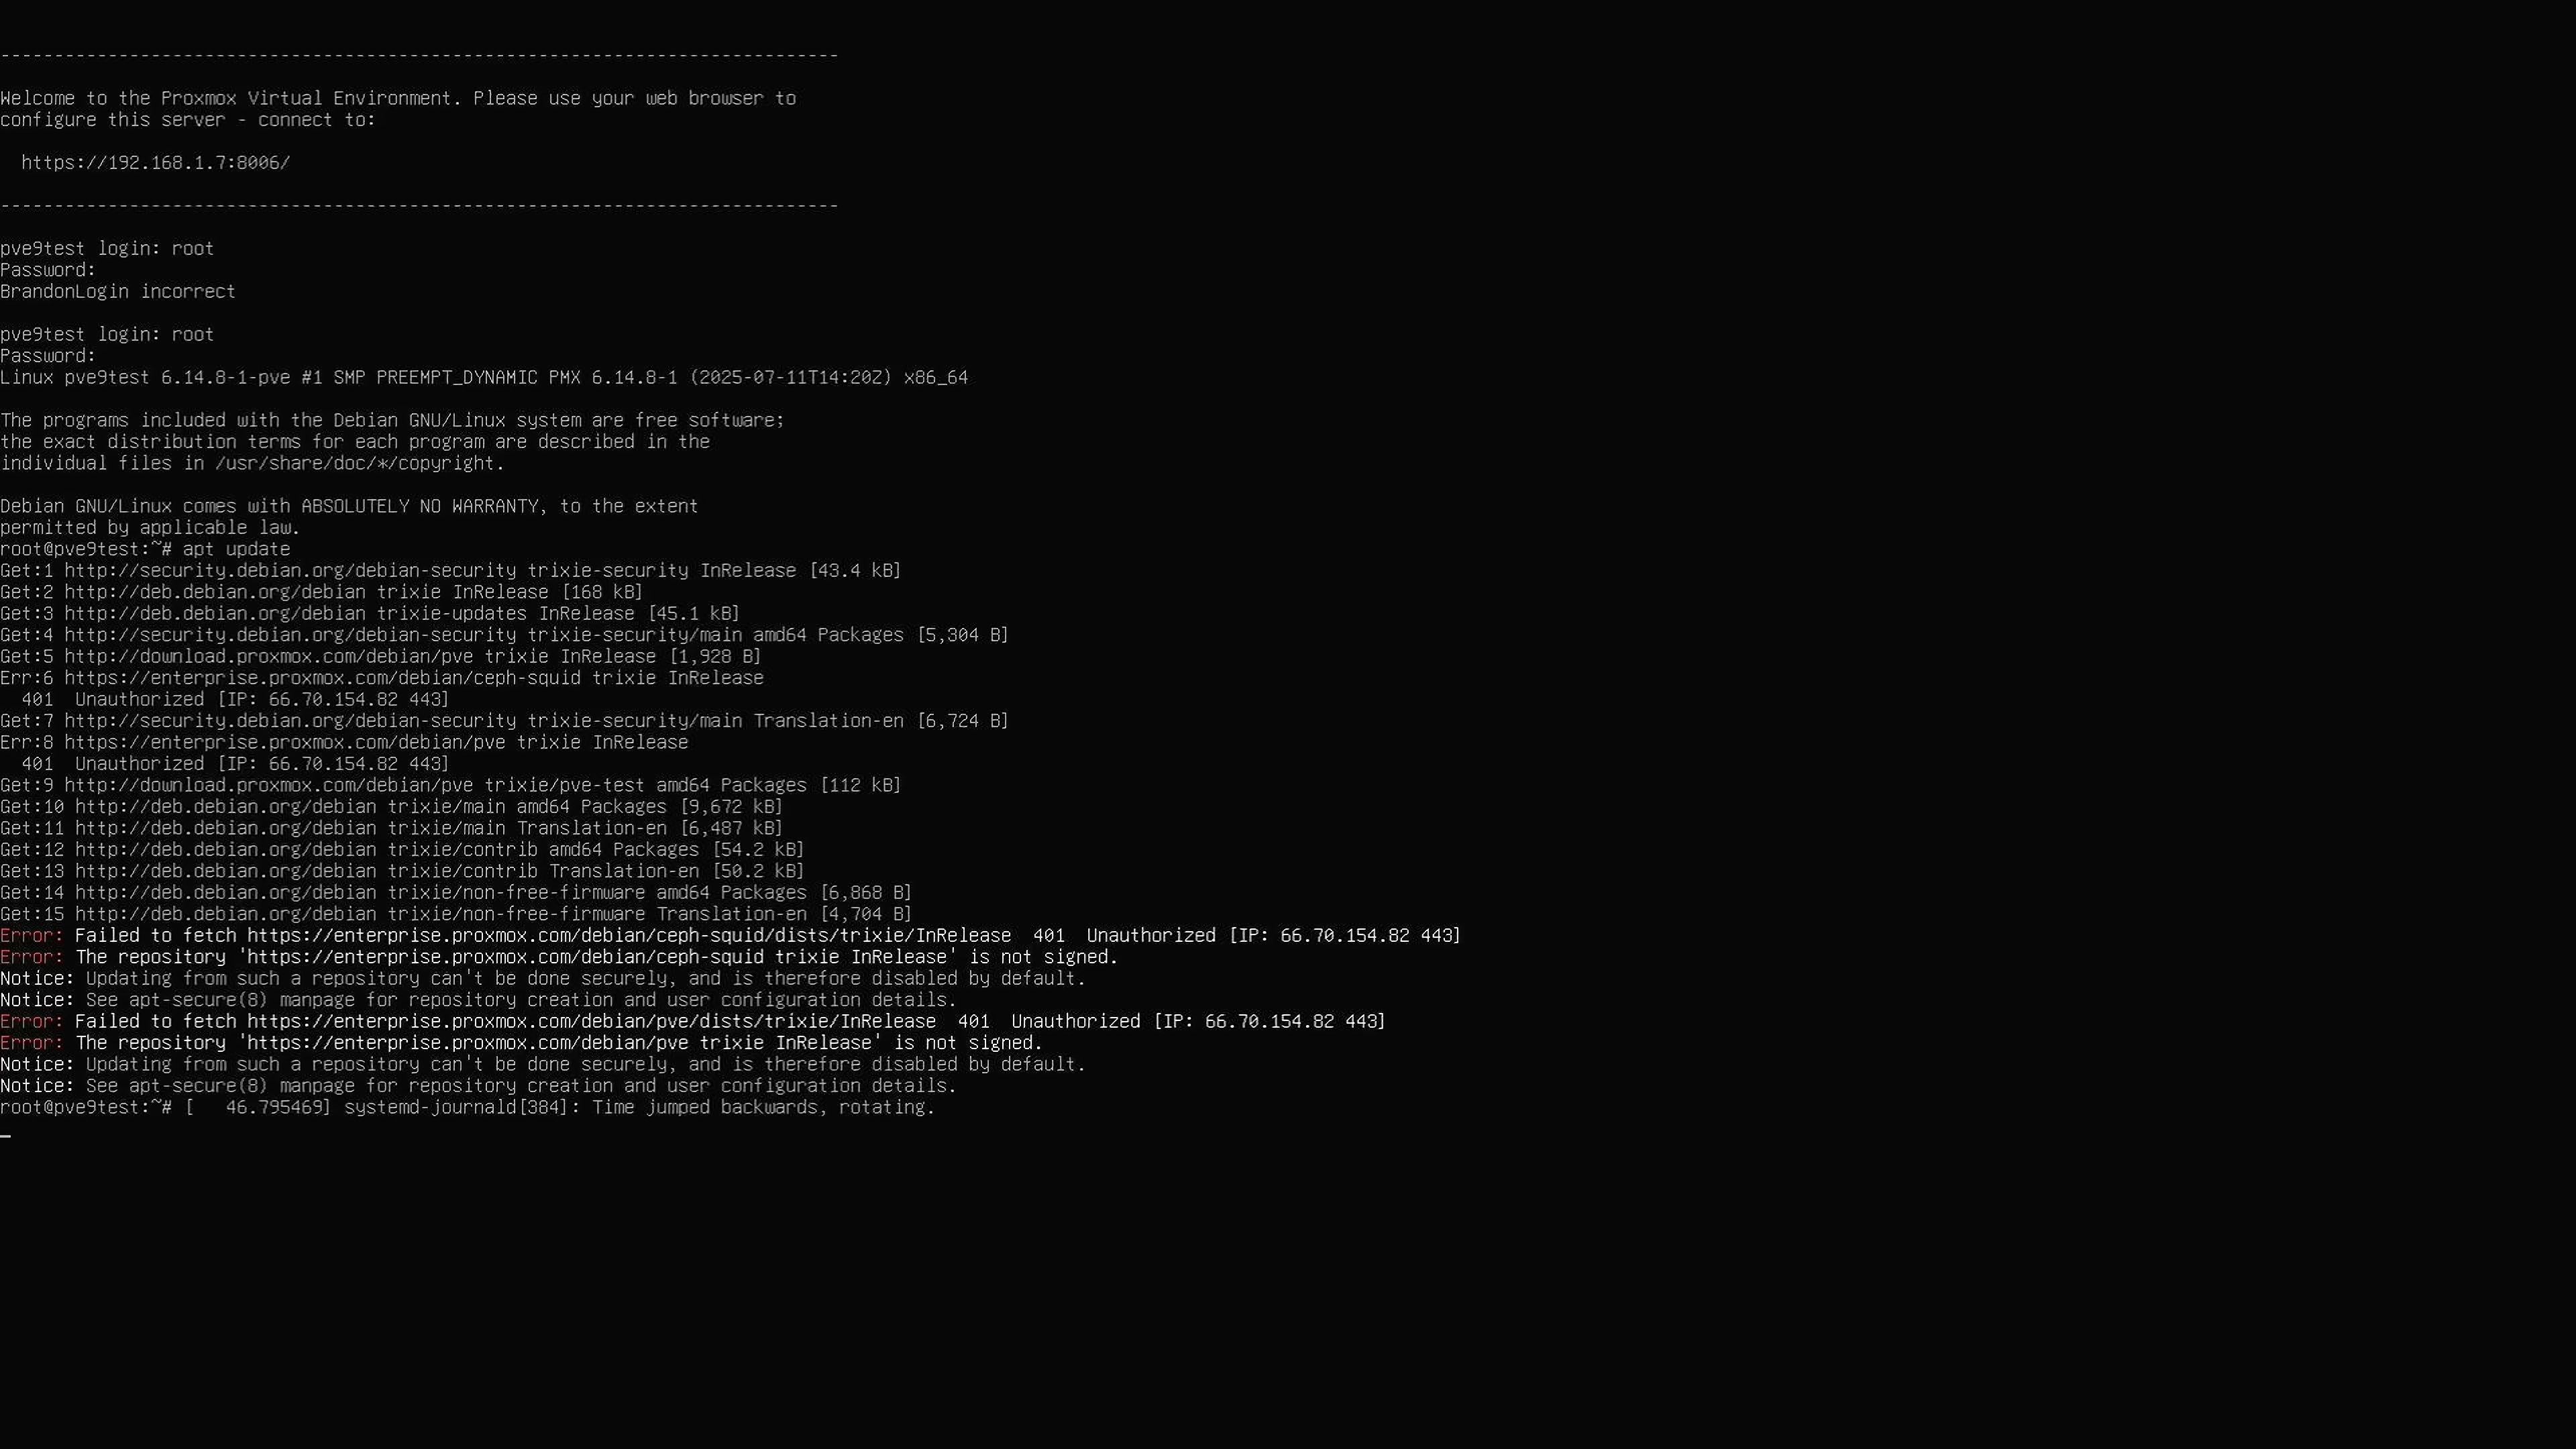 --------------------------------------------------------------------------------
Welcome to the Proxmox Virtual Environment. Please use your web browser to
configure this server - connect to:
https://192.168.1.7:8006/
--------------------------------------------------------------------------------
pve9test login: root
Password:
BrandonLogin incorrect
pve9test login: root
Password:
Linux pve9test 6.14.8-1-pve #1 SMP PREEMPT_DYNAMIC PMX 6.14.8-1 (2025-07-11T14:20Z) x86_64
The programs included with the Debian GNU/Linux system are free software;
the exact distribution terms for each program are described in the
individual files in /usr/share/doc/*/copyright.
Debian GNU/Linux comes with ABSOLUTELY NO WARRANTY, to the extent
permitted by applicable law.
root@pve9test:~# apt update
Get:1 http://security.debian.org/debian-security trixie-security InRelease [43.4 kB]
Get:2 http://deb.debian.org/debian trixie InRelease [168 kB]
Get:3 http://deb.debian.org/debian trixie-updates InRelease [45.1 kB]
Get:4 http://security.debian.org/debian-security trixie-security/main amd64 Packages [5,304 B]
Get:5 http://download.proxmox.com/debian/pve trixie InRelease [1,928 B]
Err:6 https://enterprise.proxmox.com/debian/ceph-squid trixie InRelease
401  Unauthorized [IP: 66.70.154.82 443]
Get:7 http://security.debian.org/debian-security trixie-security/main Translation-en [6,724 B]
Err:8 https://enterprise.proxmox.com/debian/pve trixie InRelease
401  Unauthorized [IP: 66.70.154.82 443]
Get:9 http://download.proxmox.com/debian/pve trixie/pve-test amd64 Packages [112 kB]
Get:10 http://deb.debian.org/debian trixie/main amd64 Packages [9,672 kB]
Get:11 http://deb.debian.org/debian trixie/main Translation-en [6,487 kB]
Get:12 http://deb.debian.org/debian trixie/contrib amd64 Packages [54.2 kB]
Get:13 http://deb.debian.org/debian trixie/contrib Translation-en [50.2 kB]
Get:14 http://deb.debian.org/debian trixie/non-free-firmware amd64 Packages [6,868 B]
Get:15 http://deb.debian.org/debian trixie/non-free-firmware Translation-en [4,704 B]
Error: Failed to fetch https://enterprise.proxmox.com/debian/ceph-squid/dists/trixie/InRelease  401  Unauthorized [IP: 66.70.154.82 443]
Error: The repository 'https://enterprise.proxmox.com/debian/ceph-squid trixie InRelease' is not signed.
Notice: Updating from such a repository can't be done securely, and is therefore disabled by default.
Notice: See apt-secure(8) manpage for repository creation and user configuration details.
Error: Failed to fetch https://enterprise.proxmox.com/debian/pve/dists/trixie/InRelease  401  Unauthorized [IP: 66.70.154.82 443]
Error: The repository 'https://enterprise.proxmox.com/debian/pve trixie InRelease' is not signed.
Notice: Updating from such a repository can't be done securely, and is therefore disabled by default.
Notice: See apt-secure(8) manpage for repository creation and user configuration details.
root@pve9test:~# [   46.795469] systemd-journald[384]: Time jumped backwards, rotating.